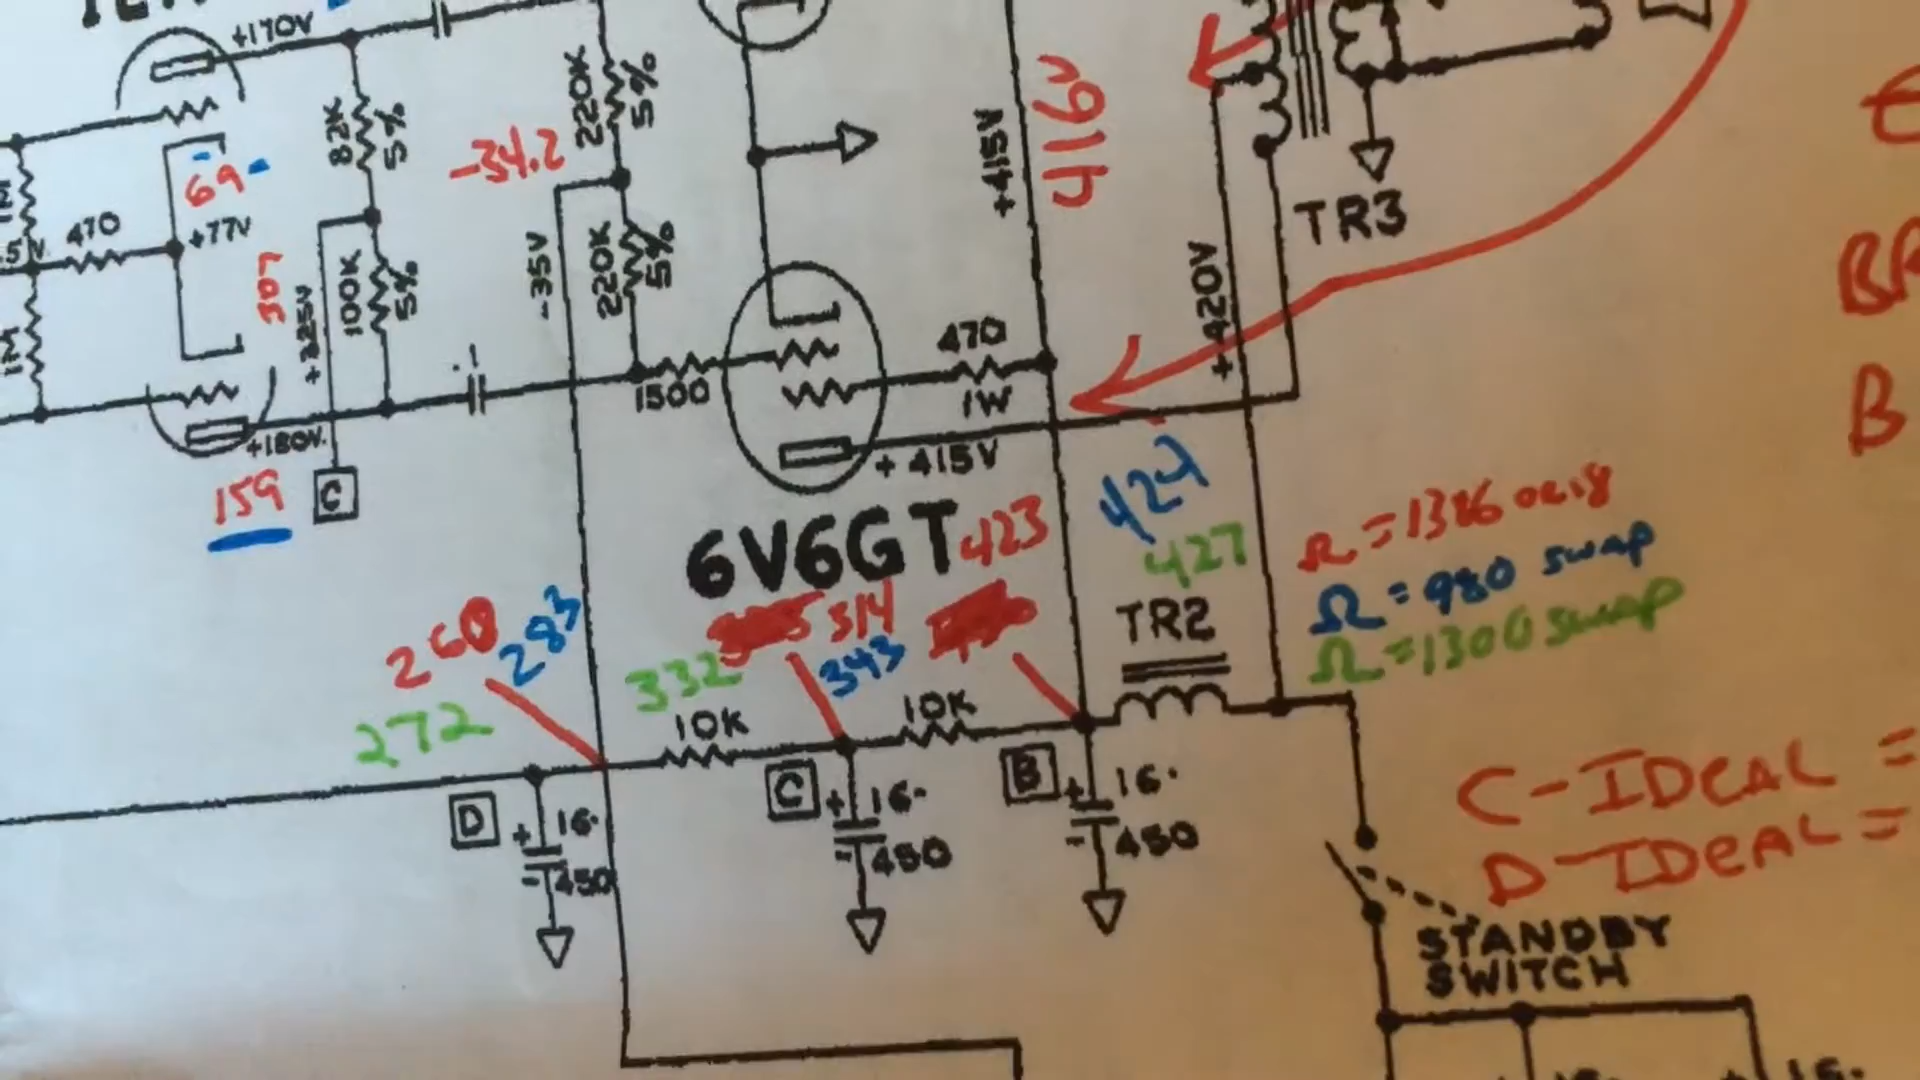 +170V
82K
5%
220K
5%
-34.2
69
470
+77V
307
+325V
100K
5%
1M
-35V
220K
5%
+415V
416V
+420V
TR3
1500
470
1W
+180V
159
C
+415V
6V6GT
423
424
427
TR2
Ω=1386 orig
Ω=980 swap
Ω=1300 swap
260
283
272
332
314
343
10K
10K
D
+
16
-
450
C
+
16
-
450
B
+
16
-
450
C-IDEAL =
D-IDEAL =
STANDBY
SWITCH
B